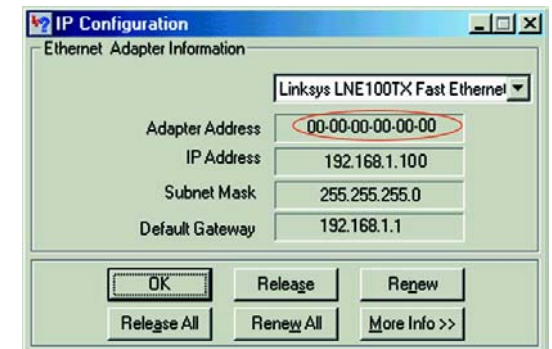 IP Configuration
Ethernet Adapter Information
Linksys LNE100TX Fast Ethernet
Adapter Address 00-00-00-00-00-00
IP Address 192.168.1.100
Subnet Mask 255.255.255.0
Default Gateway 192.168.1.1
OK Release Renew
Release All Renew All More Info >>